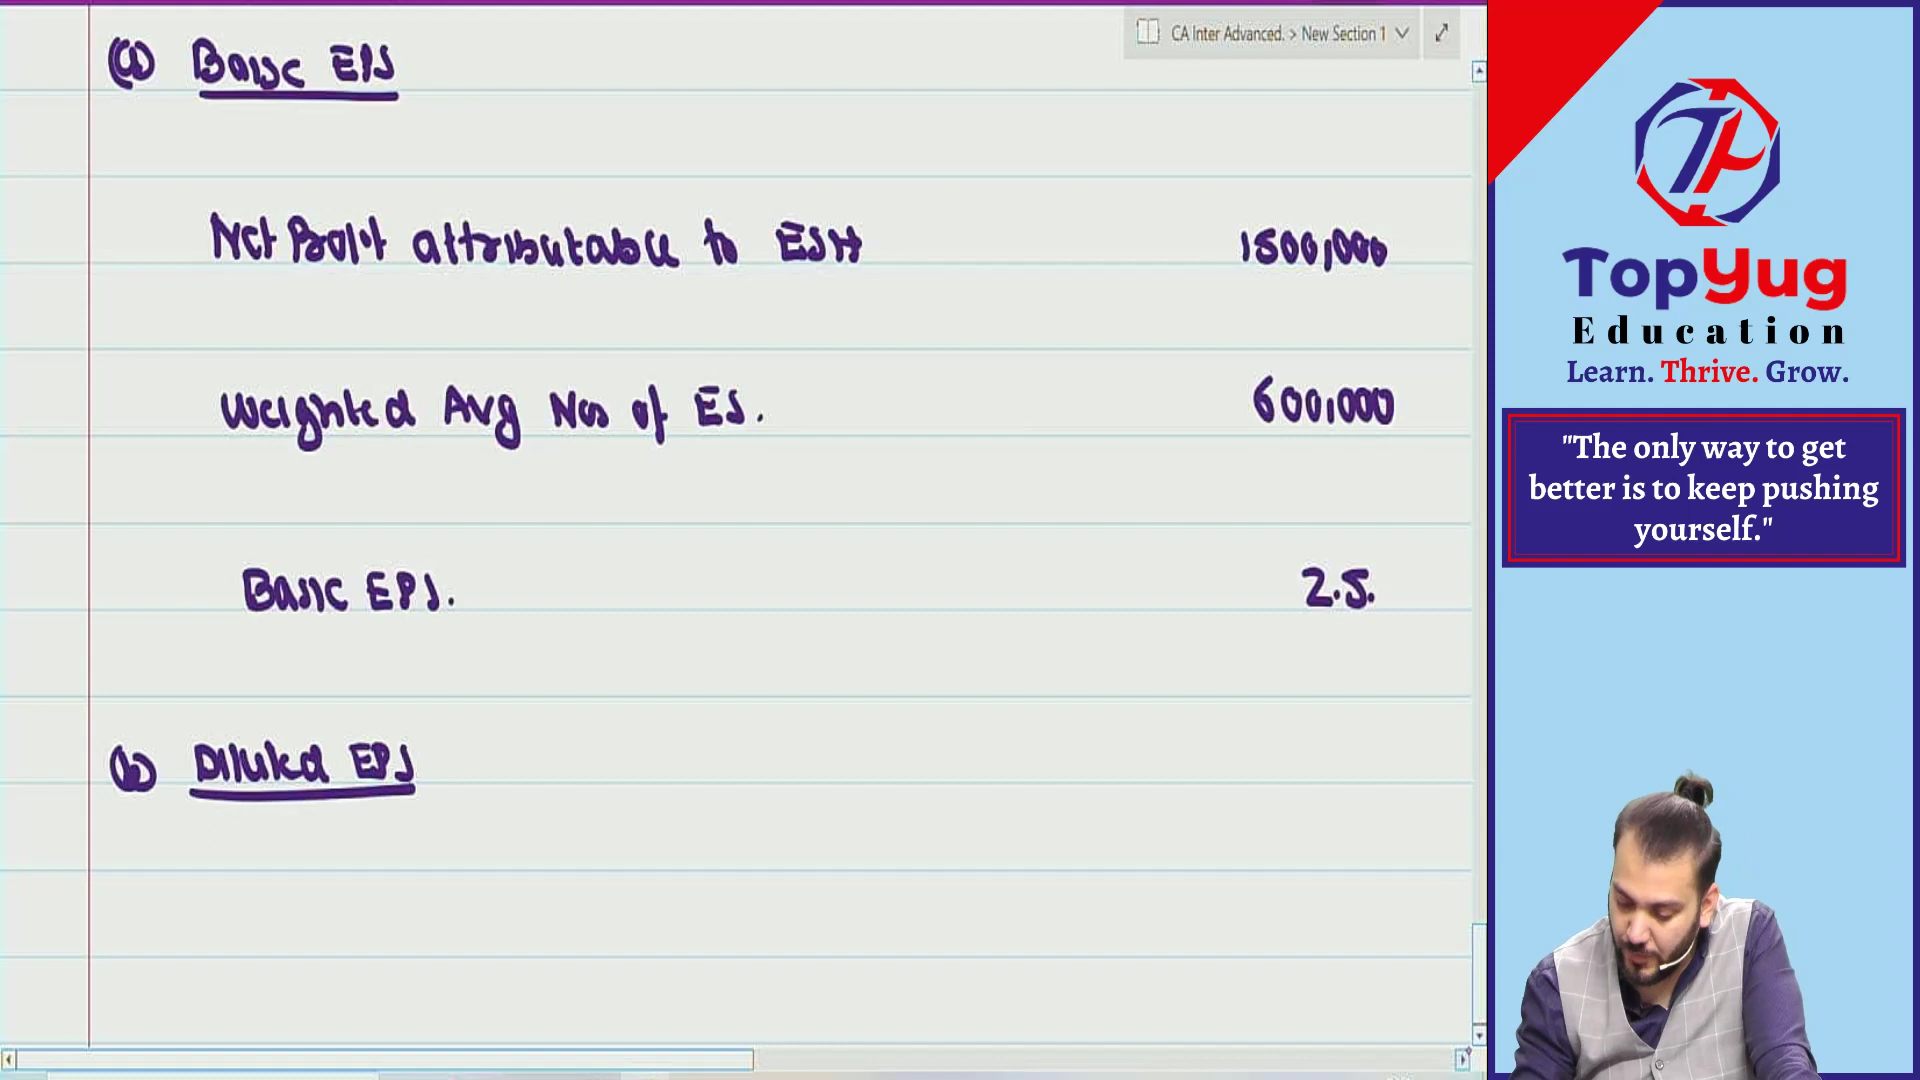 CA Inter Advanced. > New Section 1
(a) Basic EPS
Net Profit attributable to ESH 1500,000
Weighted Avg Nos of ES. 600,000
Basic EPS. 2.5.
(b) Diluted EPS
TopYug
Education
Learn. Thrive. Grow.
"The only way to get
better is to keep pushing
yourself."